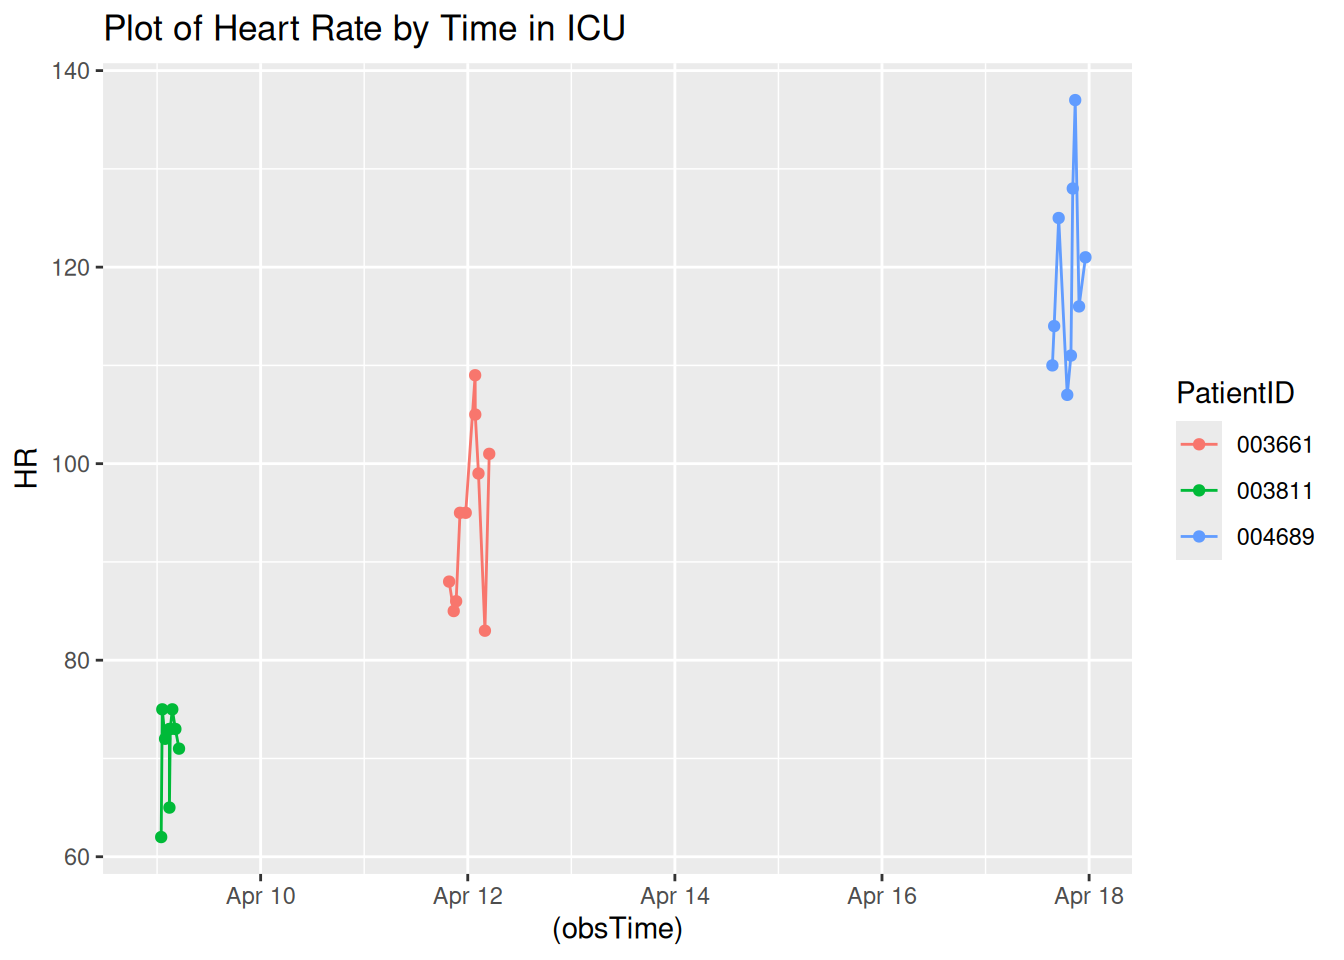 Plot of Heart Rate by Time in ICU
140
120
100
80
60
HR
Apr 10
Apr 12
Apr 14
Apr 16
Apr 18
(obsTime)
PatientID
003661
003811
004689